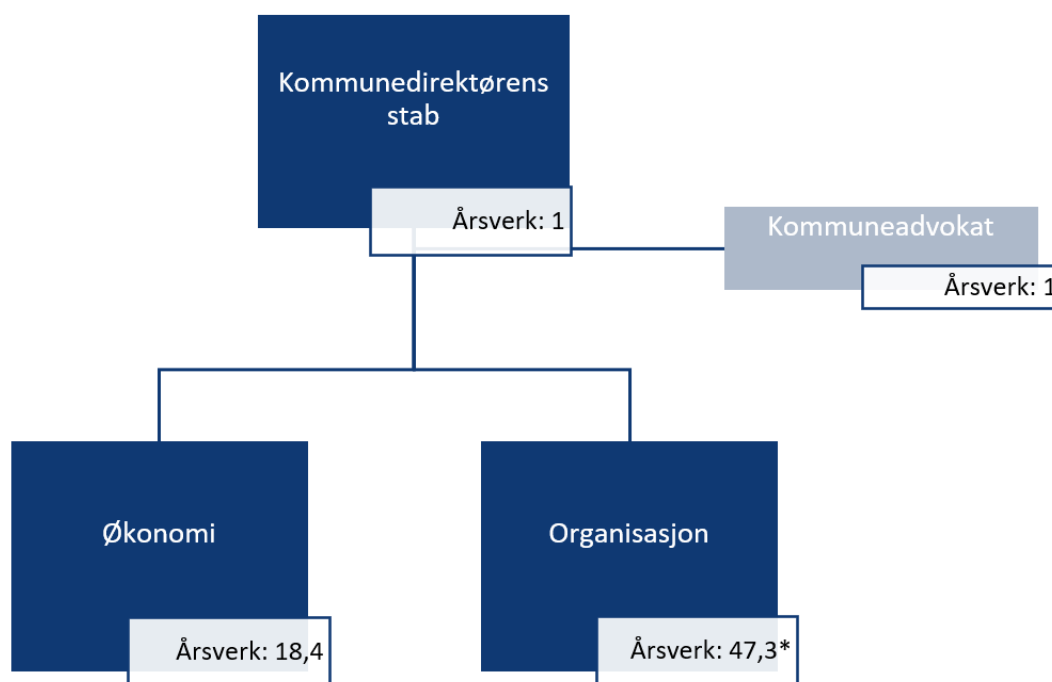 Kommunedirektørens
stab
Årsverk: 1
Kommuneadvokat
Årsverk: 1
Økonomi
Årsverk: 18,4
Organisasjon
Årsverk: 47,3*